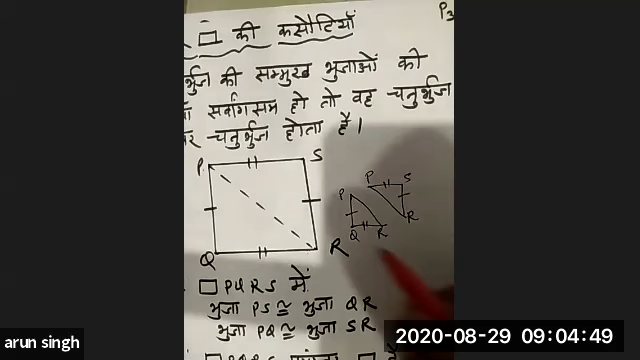 □ की कसौटियाँ
र्भुज की सम्मुख भुजाओं की
सर्वांगसम हो तो वह चतुर्भुज
र चतुर्भुज होता है।
P S
Q R
P S
R
P
Q R
□ PQRS में
भुजा PS ≅ भुजा QR
भुजा PQ ≅ भुजा SR
arun singh
2020-08-29 09:04:49